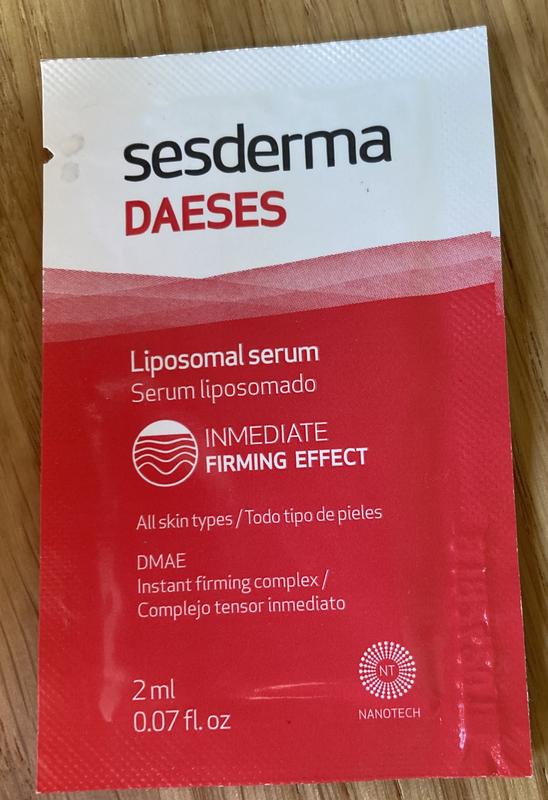 sesderma
DAESES
Liposomal serum
Serum liposomado
INMEDIATE
FIRMING EFFECT
All skin types / Todo tipo de pieles
DMAE
Instant firming complex /
Complejo tensor inmediato
2 ml
0.07 fl. oz
NT
NANOTECH